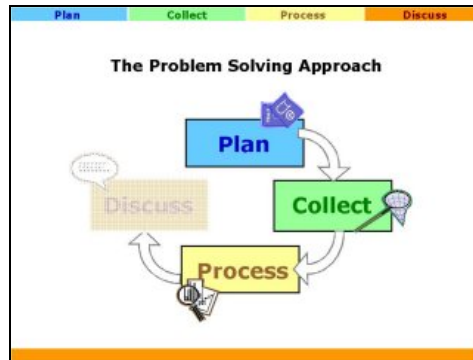 Plan Collect Process Discuss
The Problem Solving Approach
Plan
Collect
Process
Discuss